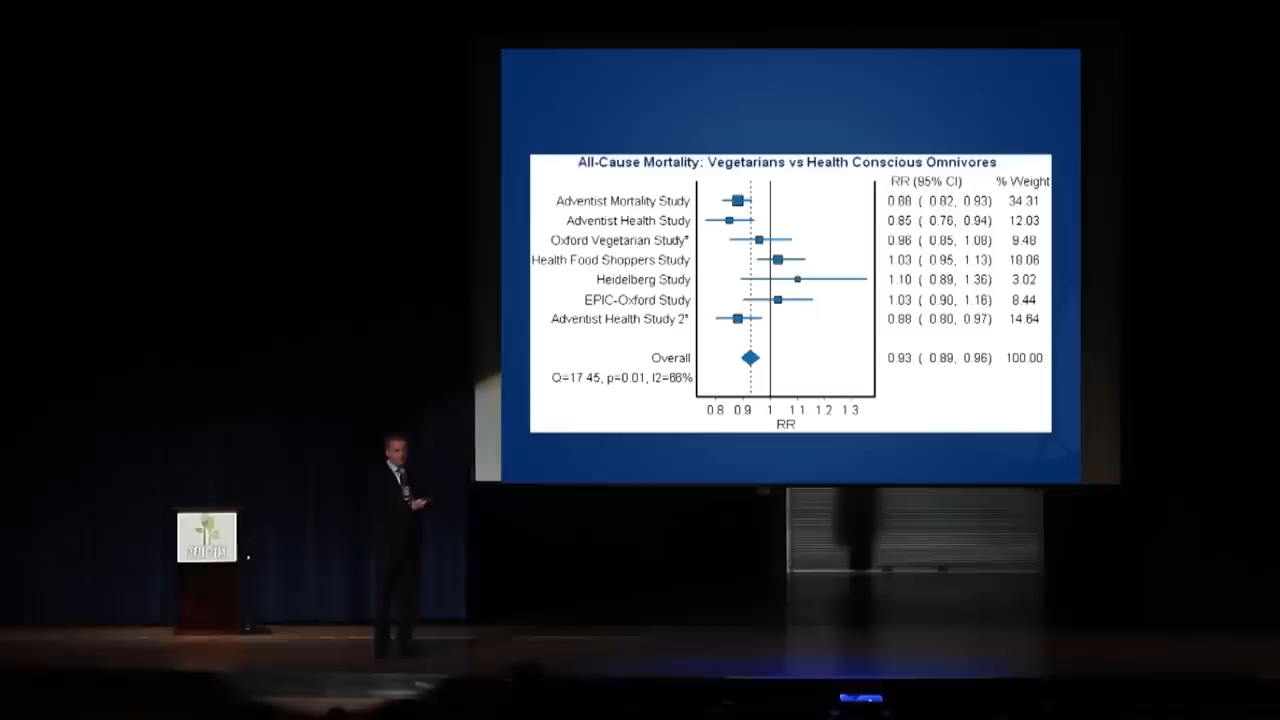 All-Cause Mortality: Vegetarians vs Health Conscious Omnivores
RR (95% CI) % Weight
Adventist Mortality Study 0.88 ( 0.82, 0.93) 34.31
Adventist Health Study 0.85 ( 0.76, 0.94) 12.03
Oxford Vegetarian Study* 0.96 ( 0.85, 1.08) 9.48
Health Food Shoppers Study 1.03 ( 0.95, 1.13) 18.06
Heidelberg Study 1.10 ( 0.89, 1.36) 3.02
EPIC-Oxford Study 1.03 ( 0.90, 1.16) 8.44
Adventist Health Study 2* 0.88 ( 0.80, 0.97) 14.64
Overall 0.93 ( 0.89, 0.96) 100.00
Q=17.45, p=0.01, I2=66%
0.8 0.9 1 1.1 1.2 1.3
RR
HEALTHFEST